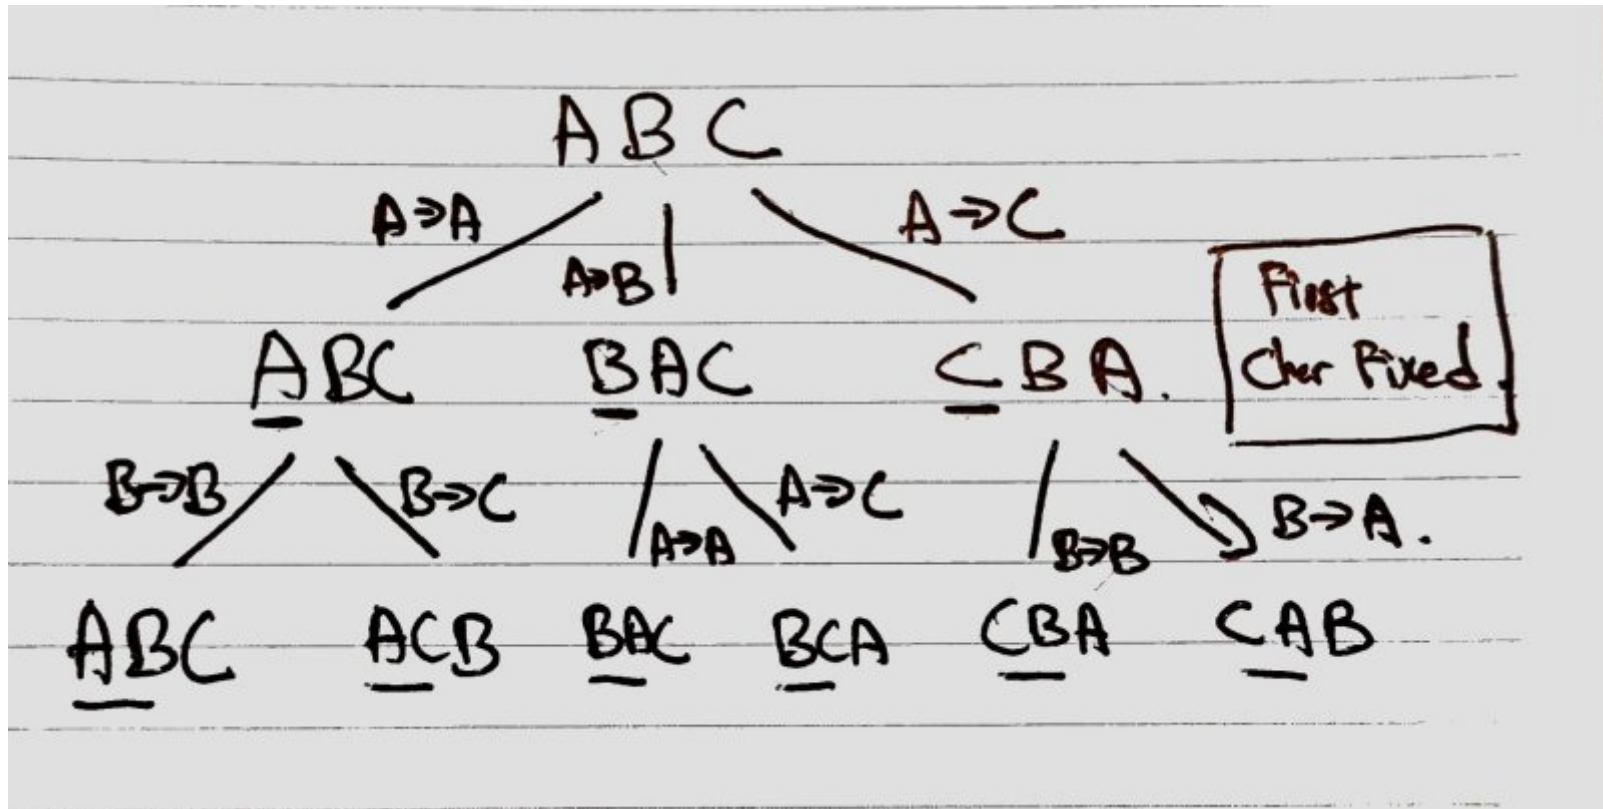 ABC
A→A A→B A→C
ABC BAC CBA.
First
Char Fixed.
B→B B→C A→A A→C B→B B→A.
ABC ACB BAC BCA CBA CAB